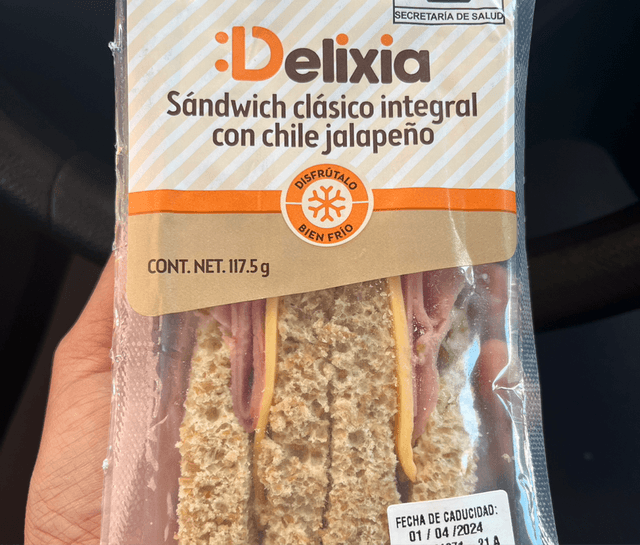 SECRETARÍA DE SALUD
Delixia
Sándwich clásico integral
con chile jalapeño
DISFRÚTALO
BIEN FRÍO
CONT. NET. 117.5 g
FECHA DE CADUCIDAD:
01 / 04 /2024
21 A